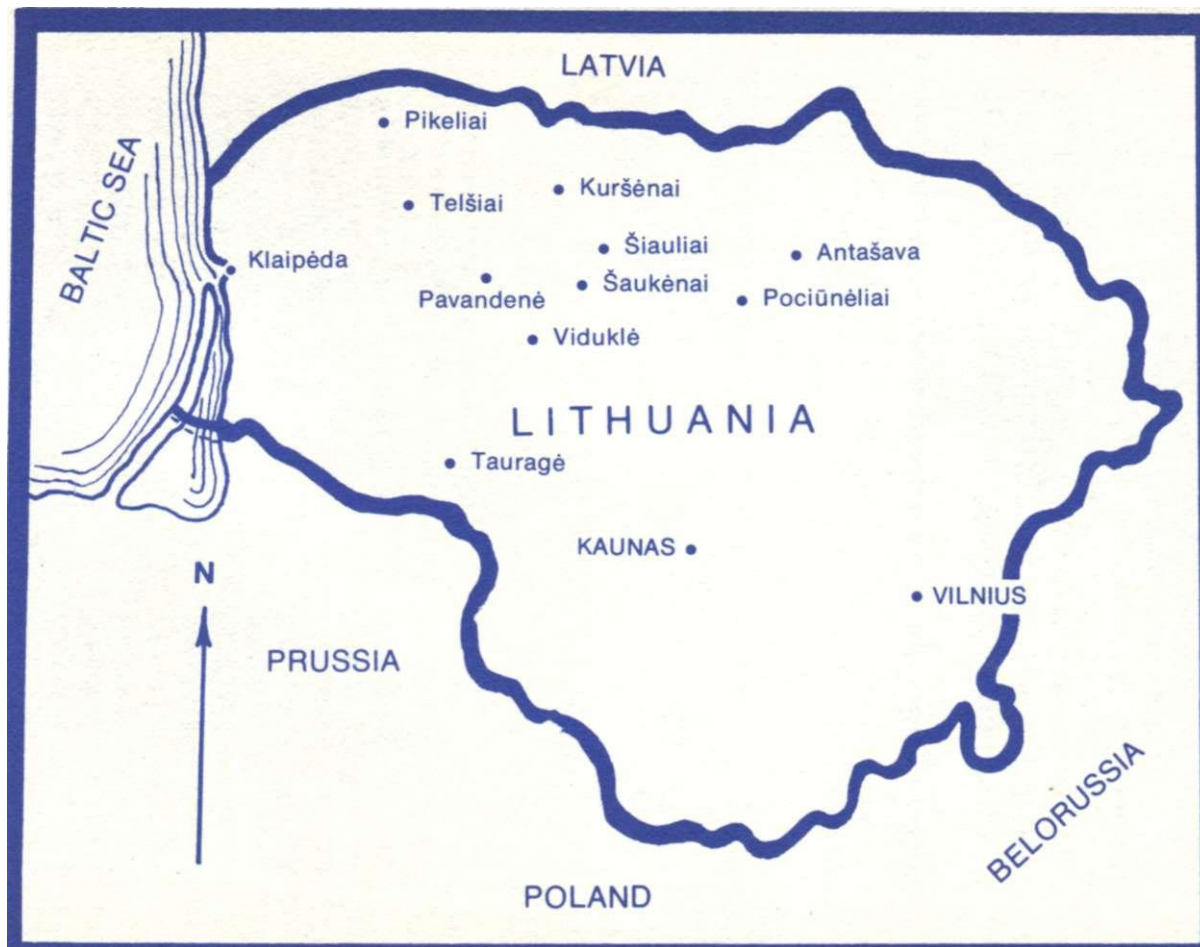 LATVIA
Pikeliai
BALTIC SEA
Kuršėnai
Telšiai
Šiauliai
Antašava
Klaipėda
Šaukėnai
Pavandenė
Pociūnėliai
Viduklė
LITHUANIA
Tauragė
KAUNAS
N
VILNIUS
PRUSSIA
BELORUSSIA
POLAND